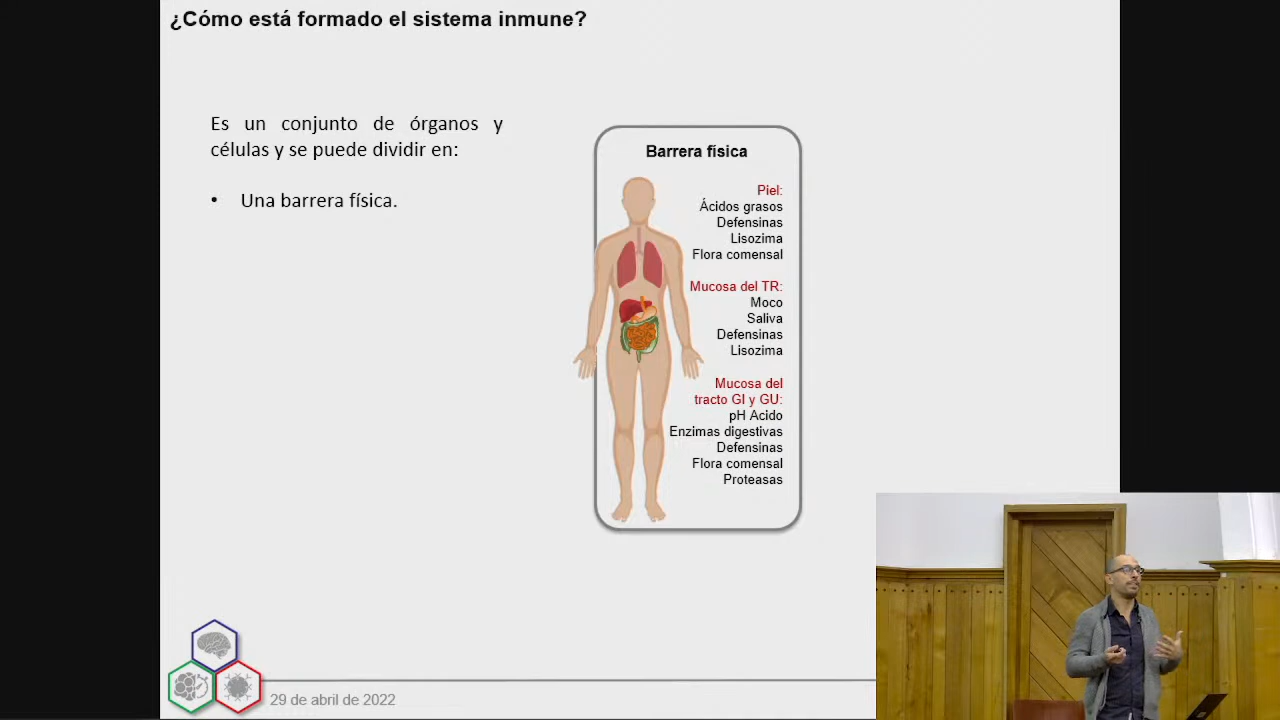 ¿Cómo está formado el sistema inmune?
Es un conjunto de órganos y
células y se puede dividir en:
• Una barrera física.
Barrera física
Piel:
Ácidos grasos
Defensinas
Lisozima
Flora comensal
Mucosa del TR:
Moco
Saliva
Defensinas
Lisozima
Mucosa del
tracto GI y GU:
pH Acido
Enzimas digestivas
Defensinas
Flora comensal
Proteasas
29 de abril de 2022